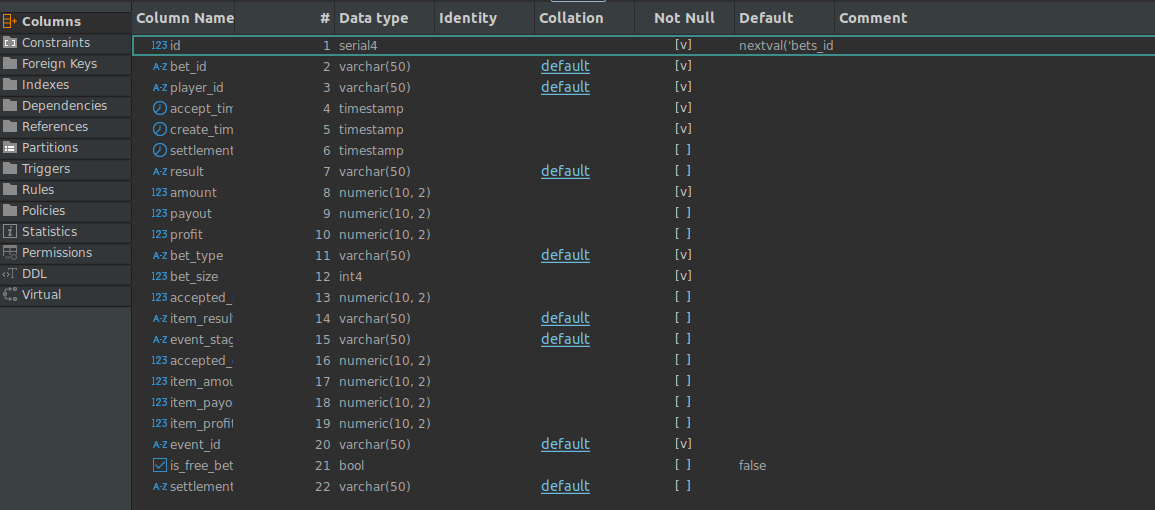 Columns
Constraints
Foreign Keys
Indexes
Dependencies
References
Partitions
Triggers
Rules
Policies
Statistics
Permissions
DDL
Virtual
Column Name # Data type Identity Collation Not Null Default Comment
123 id 1 serial4 [v] nextval('bets_id
A-Z bet_id 2 varchar(50) default [v]
A-Z player_id 3 varchar(50) default [v]
accept_tim 4 timestamp [v]
create_tim 5 timestamp [v]
settlement 6 timestamp [ ]
A-Z result 7 varchar(50) default [ ]
123 amount 8 numeric(10, 2) [v]
123 payout 9 numeric(10, 2) [ ]
123 profit 10 numeric(10, 2) [ ]
A-Z bet_type 11 varchar(50) default [v]
123 bet_size 12 int4 [v]
123 accepted_ 13 numeric(10, 2) [ ]
A-Z item_resul 14 varchar(50) default [ ]
A-Z event_stag 15 varchar(50) default [ ]
123 accepted_ 16 numeric(10, 2) [ ]
123 item_amou 17 numeric(10, 2) [ ]
123 item_payo 18 numeric(10, 2) [ ]
123 item_profit 19 numeric(10, 2) [ ]
A-Z event_id 20 varchar(50) default [v]
is_free_bet 21 bool [ ] false
A-Z settlement 22 varchar(50) default [ ]